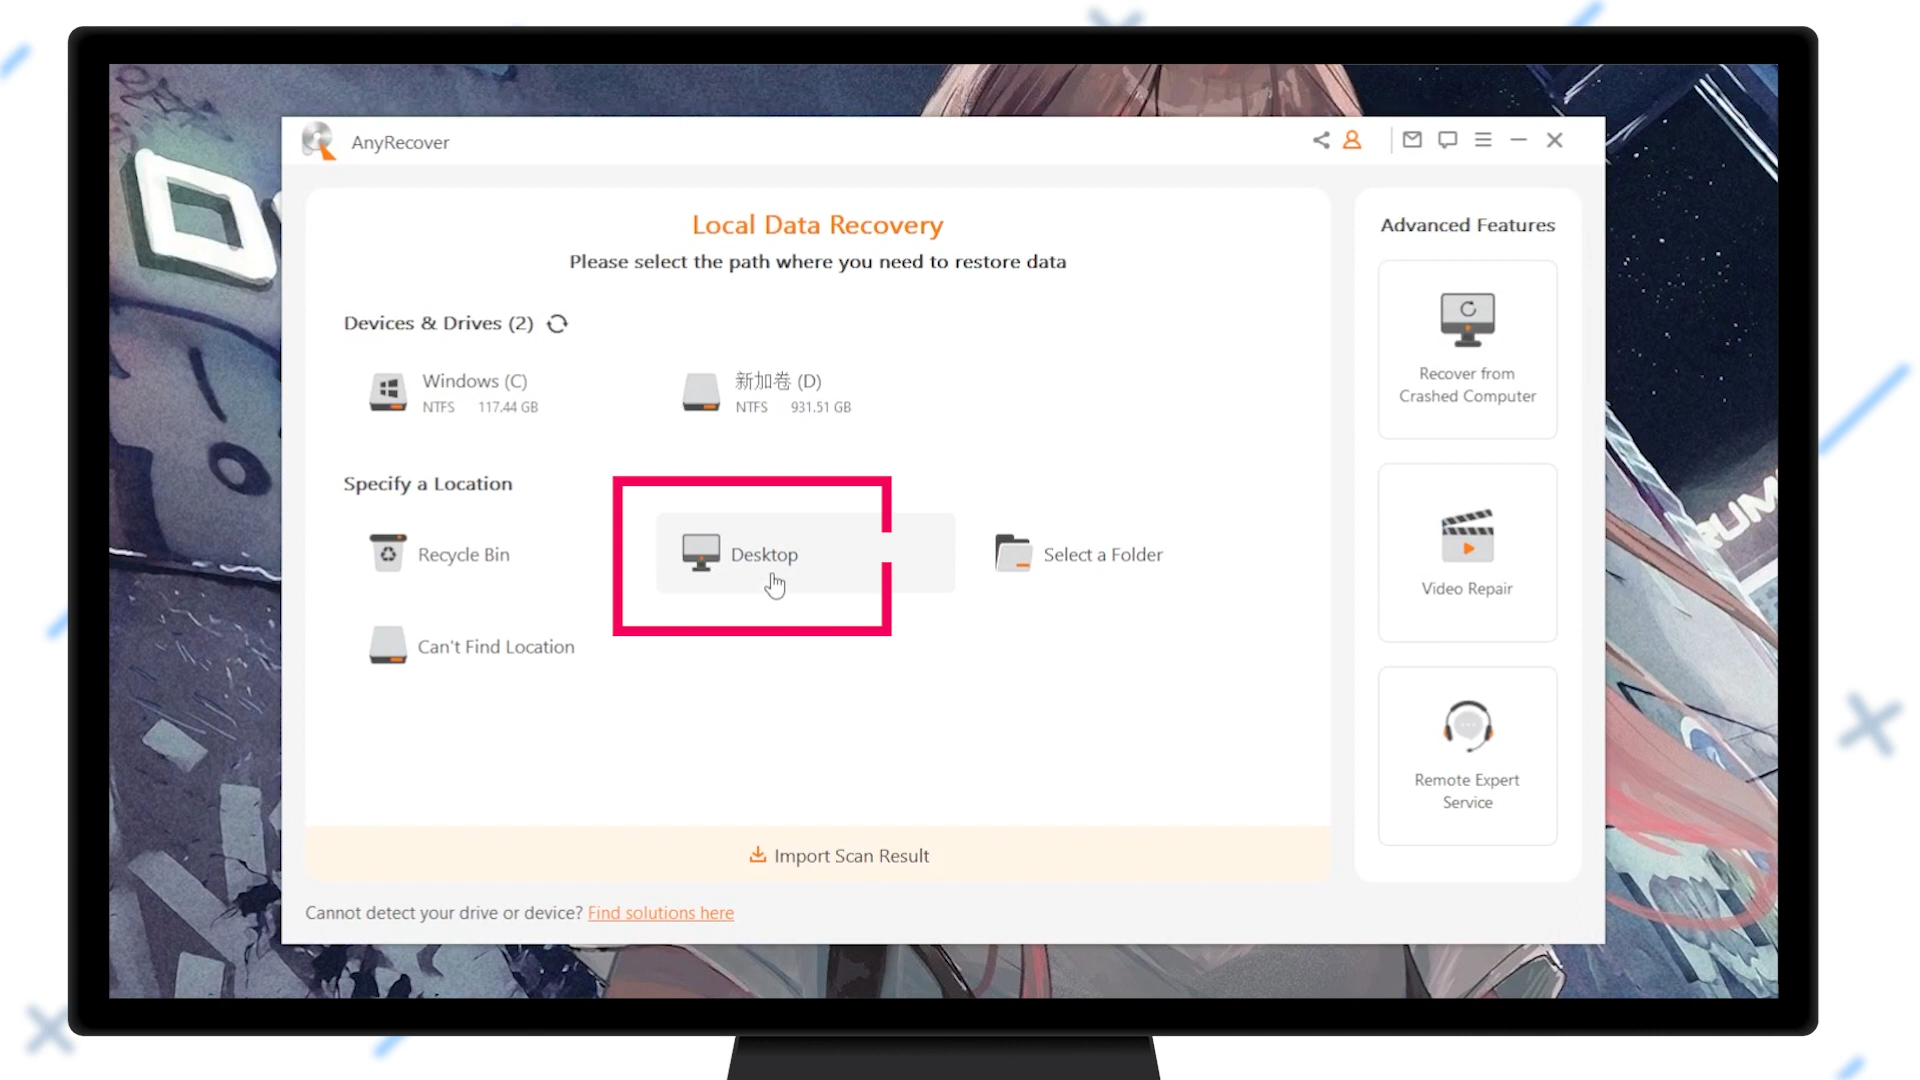 AnyRecover
Local Data Recovery
Please select the path where you need to restore data
Devices & Drives (2)
Windows (C)
NTFS 117.44 GB
新加卷 (D)
NTFS 931.51 GB
Specify a Location
Recycle Bin
Desktop
Select a Folder
Can't Find Location
Import Scan Result
Cannot detect your drive or device? Find solutions here
Advanced Features
Recover from
Crashed Computer
Video Repair
Remote Expert
Service